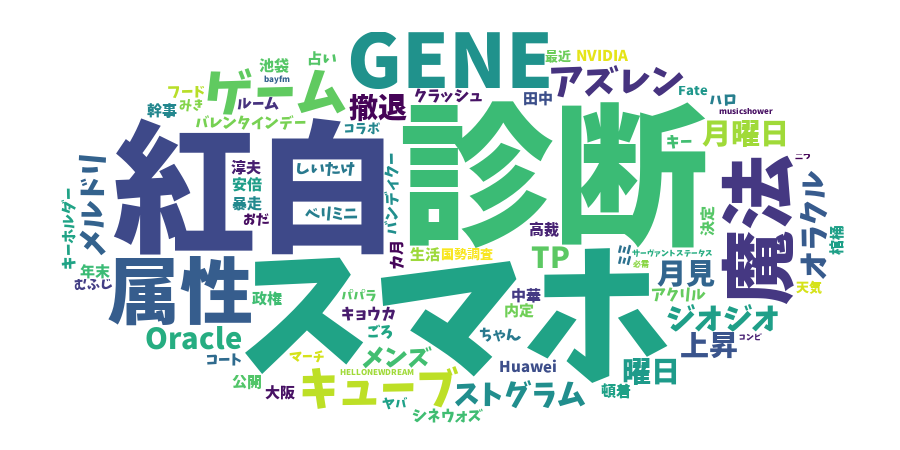 GENE
最近
NVIDIA
占い
池袋
bayfm
ゲーム
アズレン
フード
みき
ルーム
幹事
撤退
クラッシュ
田中
Fate
ハロ
musicshower
バレンタインデー
コラボ
紅白
診断
キー
月曜日
メルドリ
キーホルダー
淳夫
安倍
暴走
おだ
しいたけ
ベリミニ
バンディクー
カ月
高裁
決定
魔法
ニワ
オラクル
棺桶
生活
国勢調査
TP
ミミ
サーヴァントステータス
必需
月見
年末
むふじ
属性
政権
スマホ
パパラ
キョウカ
中華
内定
アクリル
天気
Oracle
ごろ
ちゃん
ジオジオ
上昇
コンビ
コート
マーチ
メンズ
Huawei
曜日
公開
大阪
HELLONEWDREAM
キューブ
ヤバ
ストグラム
頓着
シネウォズ